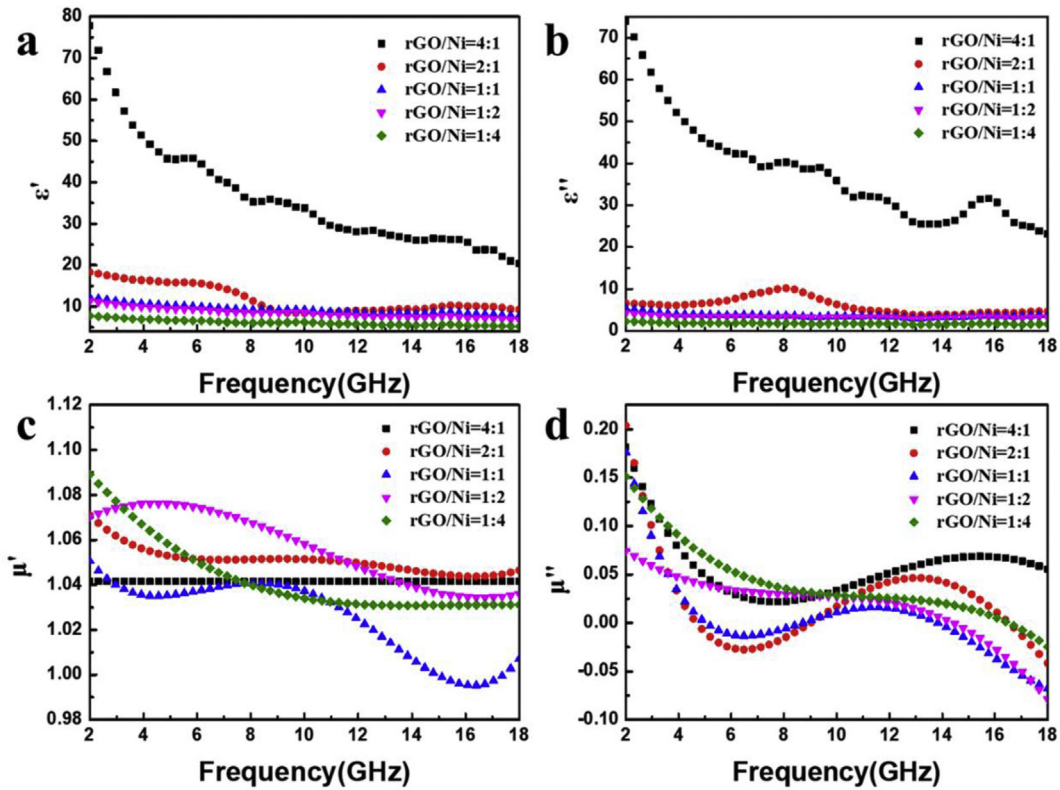 a
80
70
60
50
40
30
20
10
ε'
rGO/Ni=4:1
rGO/Ni=2:1
rGO/Ni=1:1
rGO/Ni=1:2
rGO/Ni=1:4
2 4 6 8 10 12 14 16 18
Frequency(GHz)
b
70
60
50
40
30
20
10
0
ε''
rGO/Ni=4:1
rGO/Ni=2:1
rGO/Ni=1:1
rGO/Ni=1:2
rGO/Ni=1:4
2 4 6 8 10 12 14 16 18
Frequency(GHz)
c
1.12
1.10
1.08
1.06
1.04
1.02
1.00
0.98
μ'
rGO/Ni=4:1
rGO/Ni=2:1
rGO/Ni=1:1
rGO/Ni=1:2
rGO/Ni=1:4
2 4 6 8 10 12 14 16 18
Frequency(GHz)
d
0.20
0.15
0.10
0.05
0.00
-0.05
-0.10
μ''
rGO/Ni=4:1
rGO/Ni=2:1
rGO/Ni=1:1
rGO/Ni=1:2
rGO/Ni=1:4
2 4 6 8 10 12 14 16 18
Frequency(GHz)